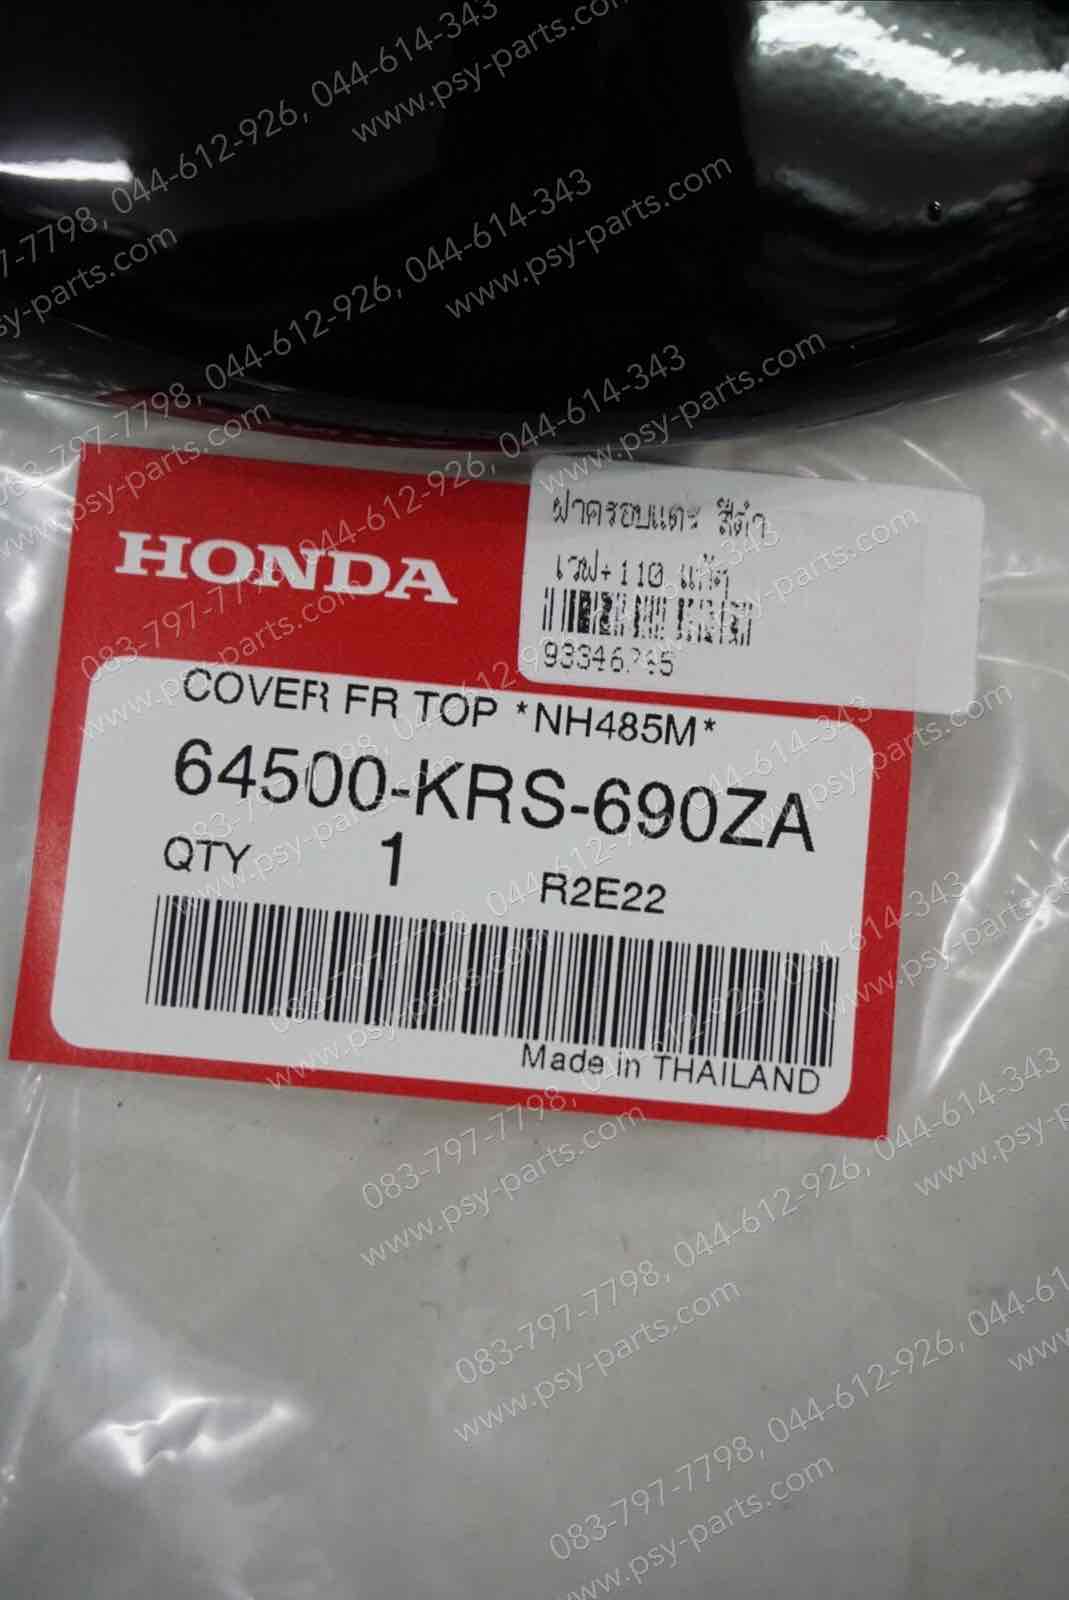 083-797-7798, 044-612-926, 044-614-343
www.psy-parts.com
HONDA
ฝาครอบแตร สีดำ
เวฟ+110 แท้ๆ
COVER FR TOP *NH485M*
64500-KRS-690ZA
QTY 1 R2E22
Made in THAILAND